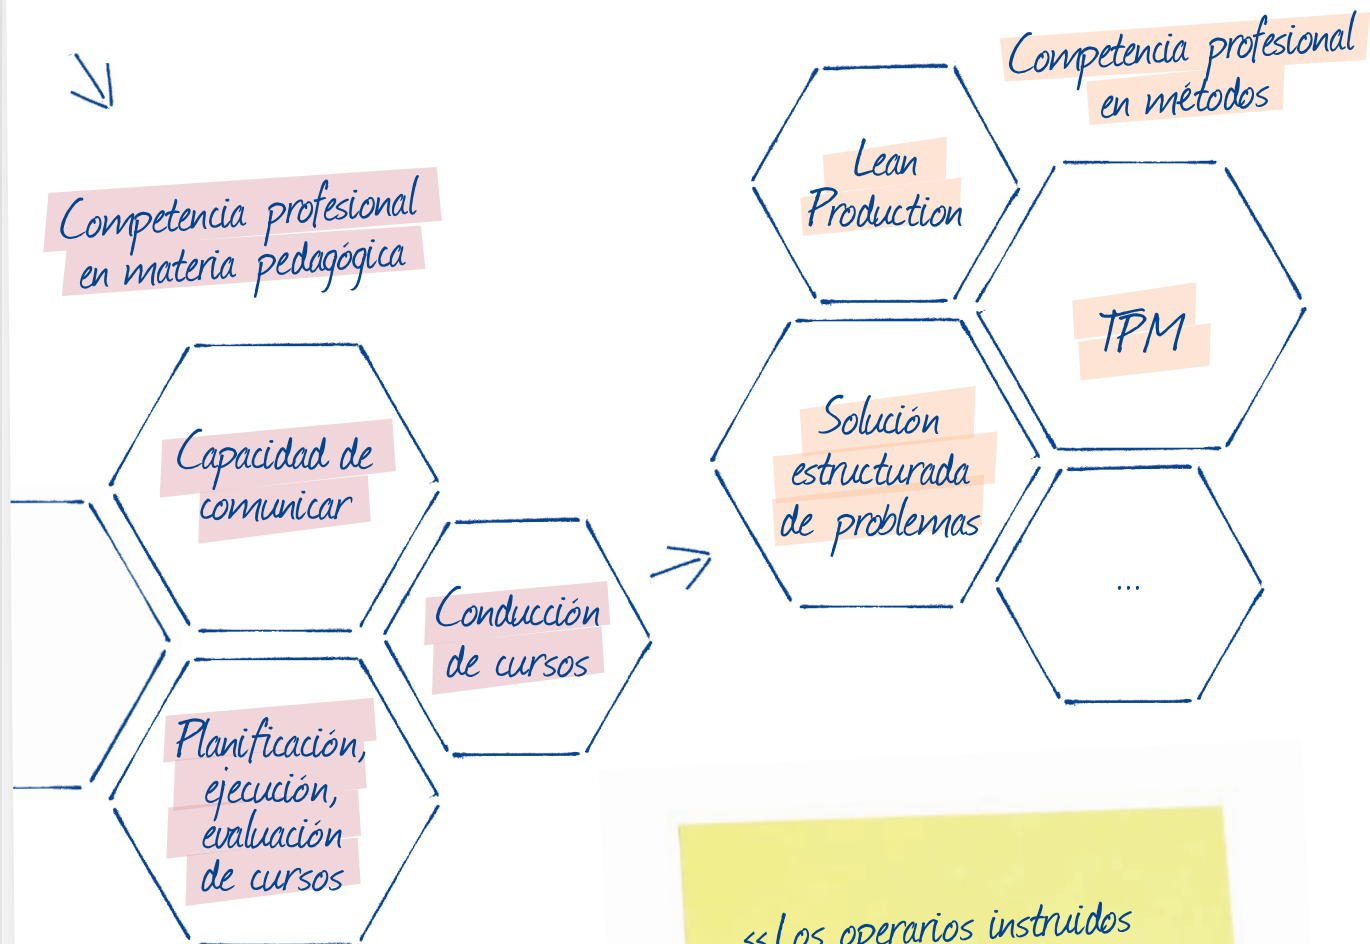 Competencia profesional
en materia pedagógica
Capacidad de
comunicar
Conducción
de cursos
Planificación,
ejecución,
evaluación
de cursos
Competencia profesional
en métodos
Lean
Production
TPM
Solución
estructurada
de problemas
...
«Los operarios instruidos